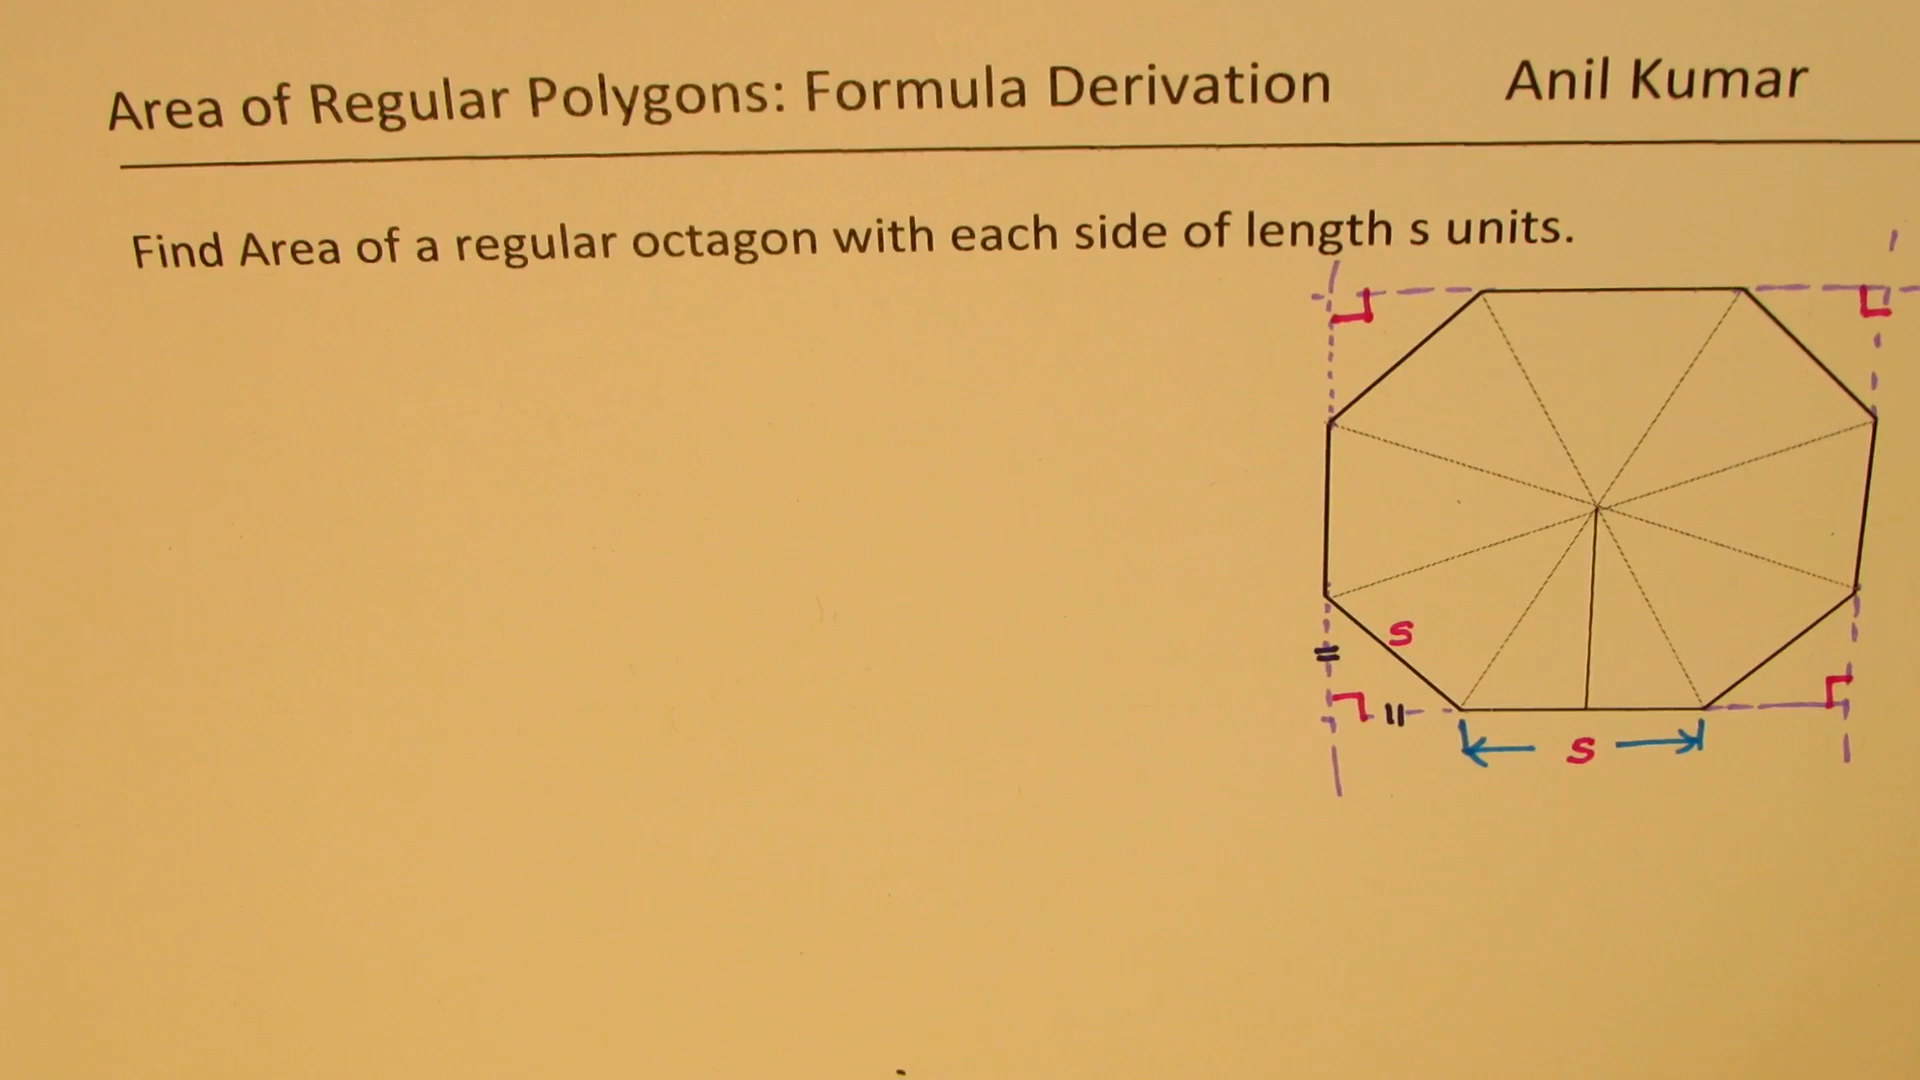 Area of Regular Polygons: Formula Derivation Anil Kumar
Find Area of a regular octagon with each side of length s units.
s
s